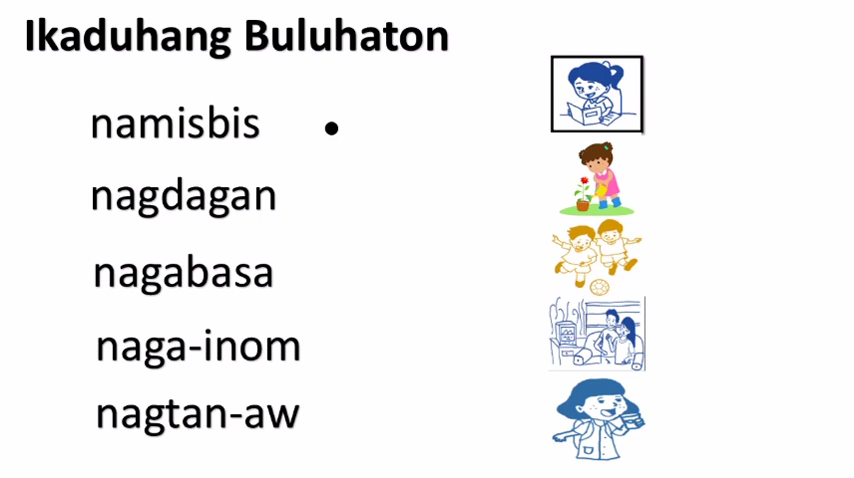 Ikaduhang Buluhaton
namisbis •
nagdagan
nagabasa
naga-inom
nagtan-aw